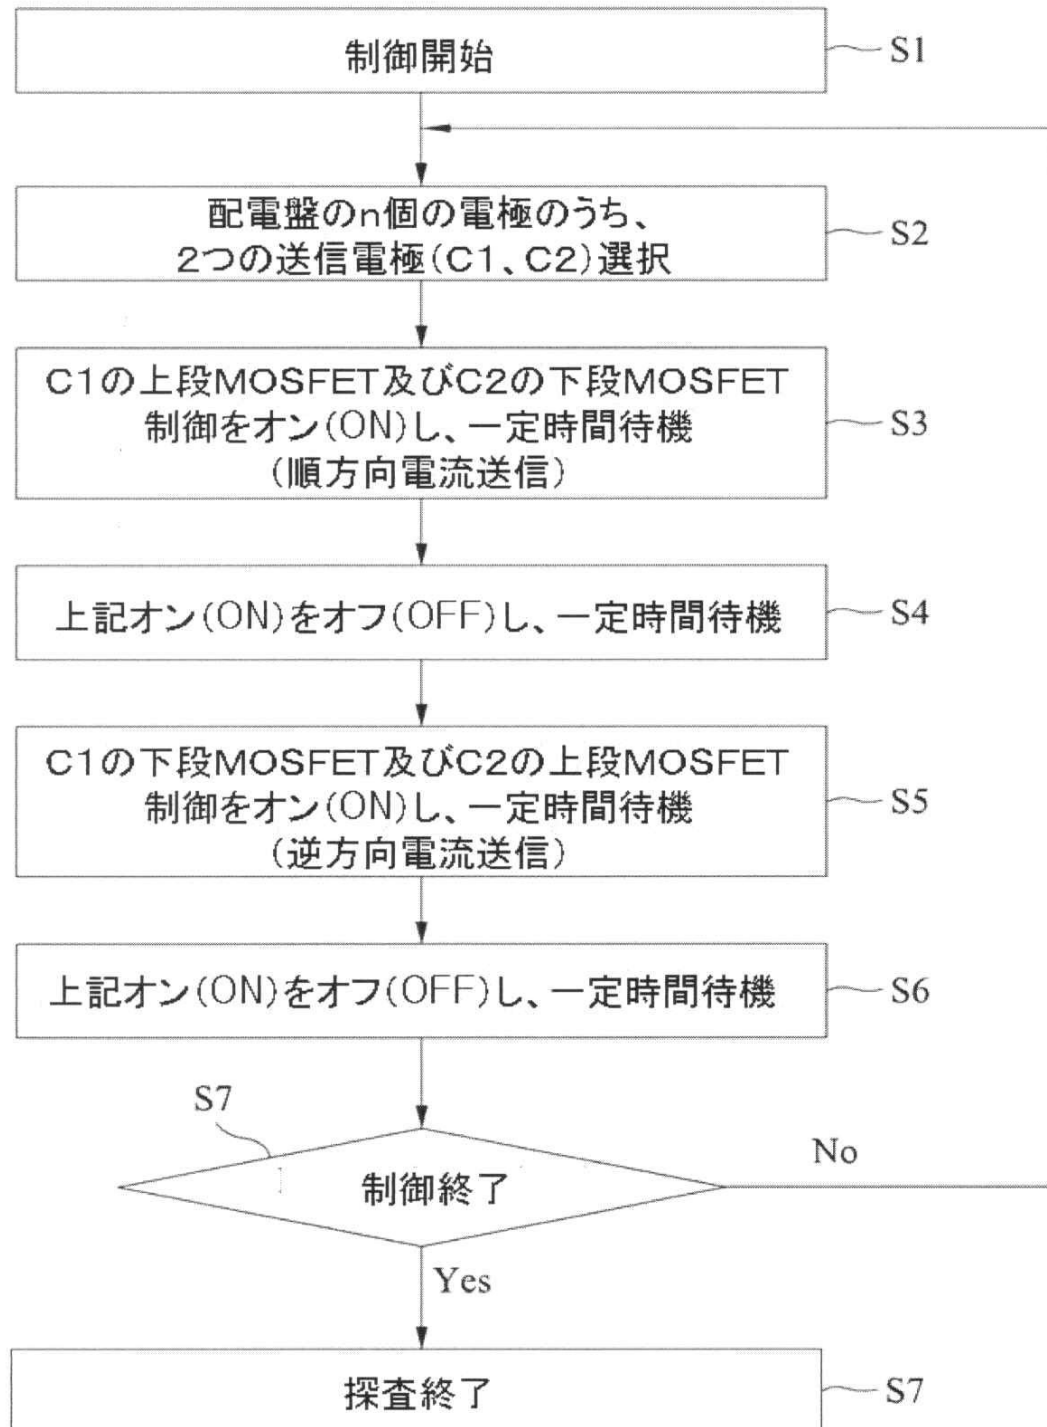 制御開始
S1
配電盤のn個の電極のうち、
2つの送信電極(C1、C2)選択
S2
C1の上段MOSFET及びC2の下段MOSFET
制御をオン(ON)し、一定時間待機
(順方向電流送信)
S3
上記オン(ON)をオフ(OFF)し、一定時間待機
S4
C1の下段MOSFET及びC2の上段MOSFET
制御をオン(ON)し、一定時間待機
(逆方向電流送信)
S5
上記オン(ON)をオフ(OFF)し、一定時間待機
S6
S7
制御終了
No
Yes
探査終了
S7